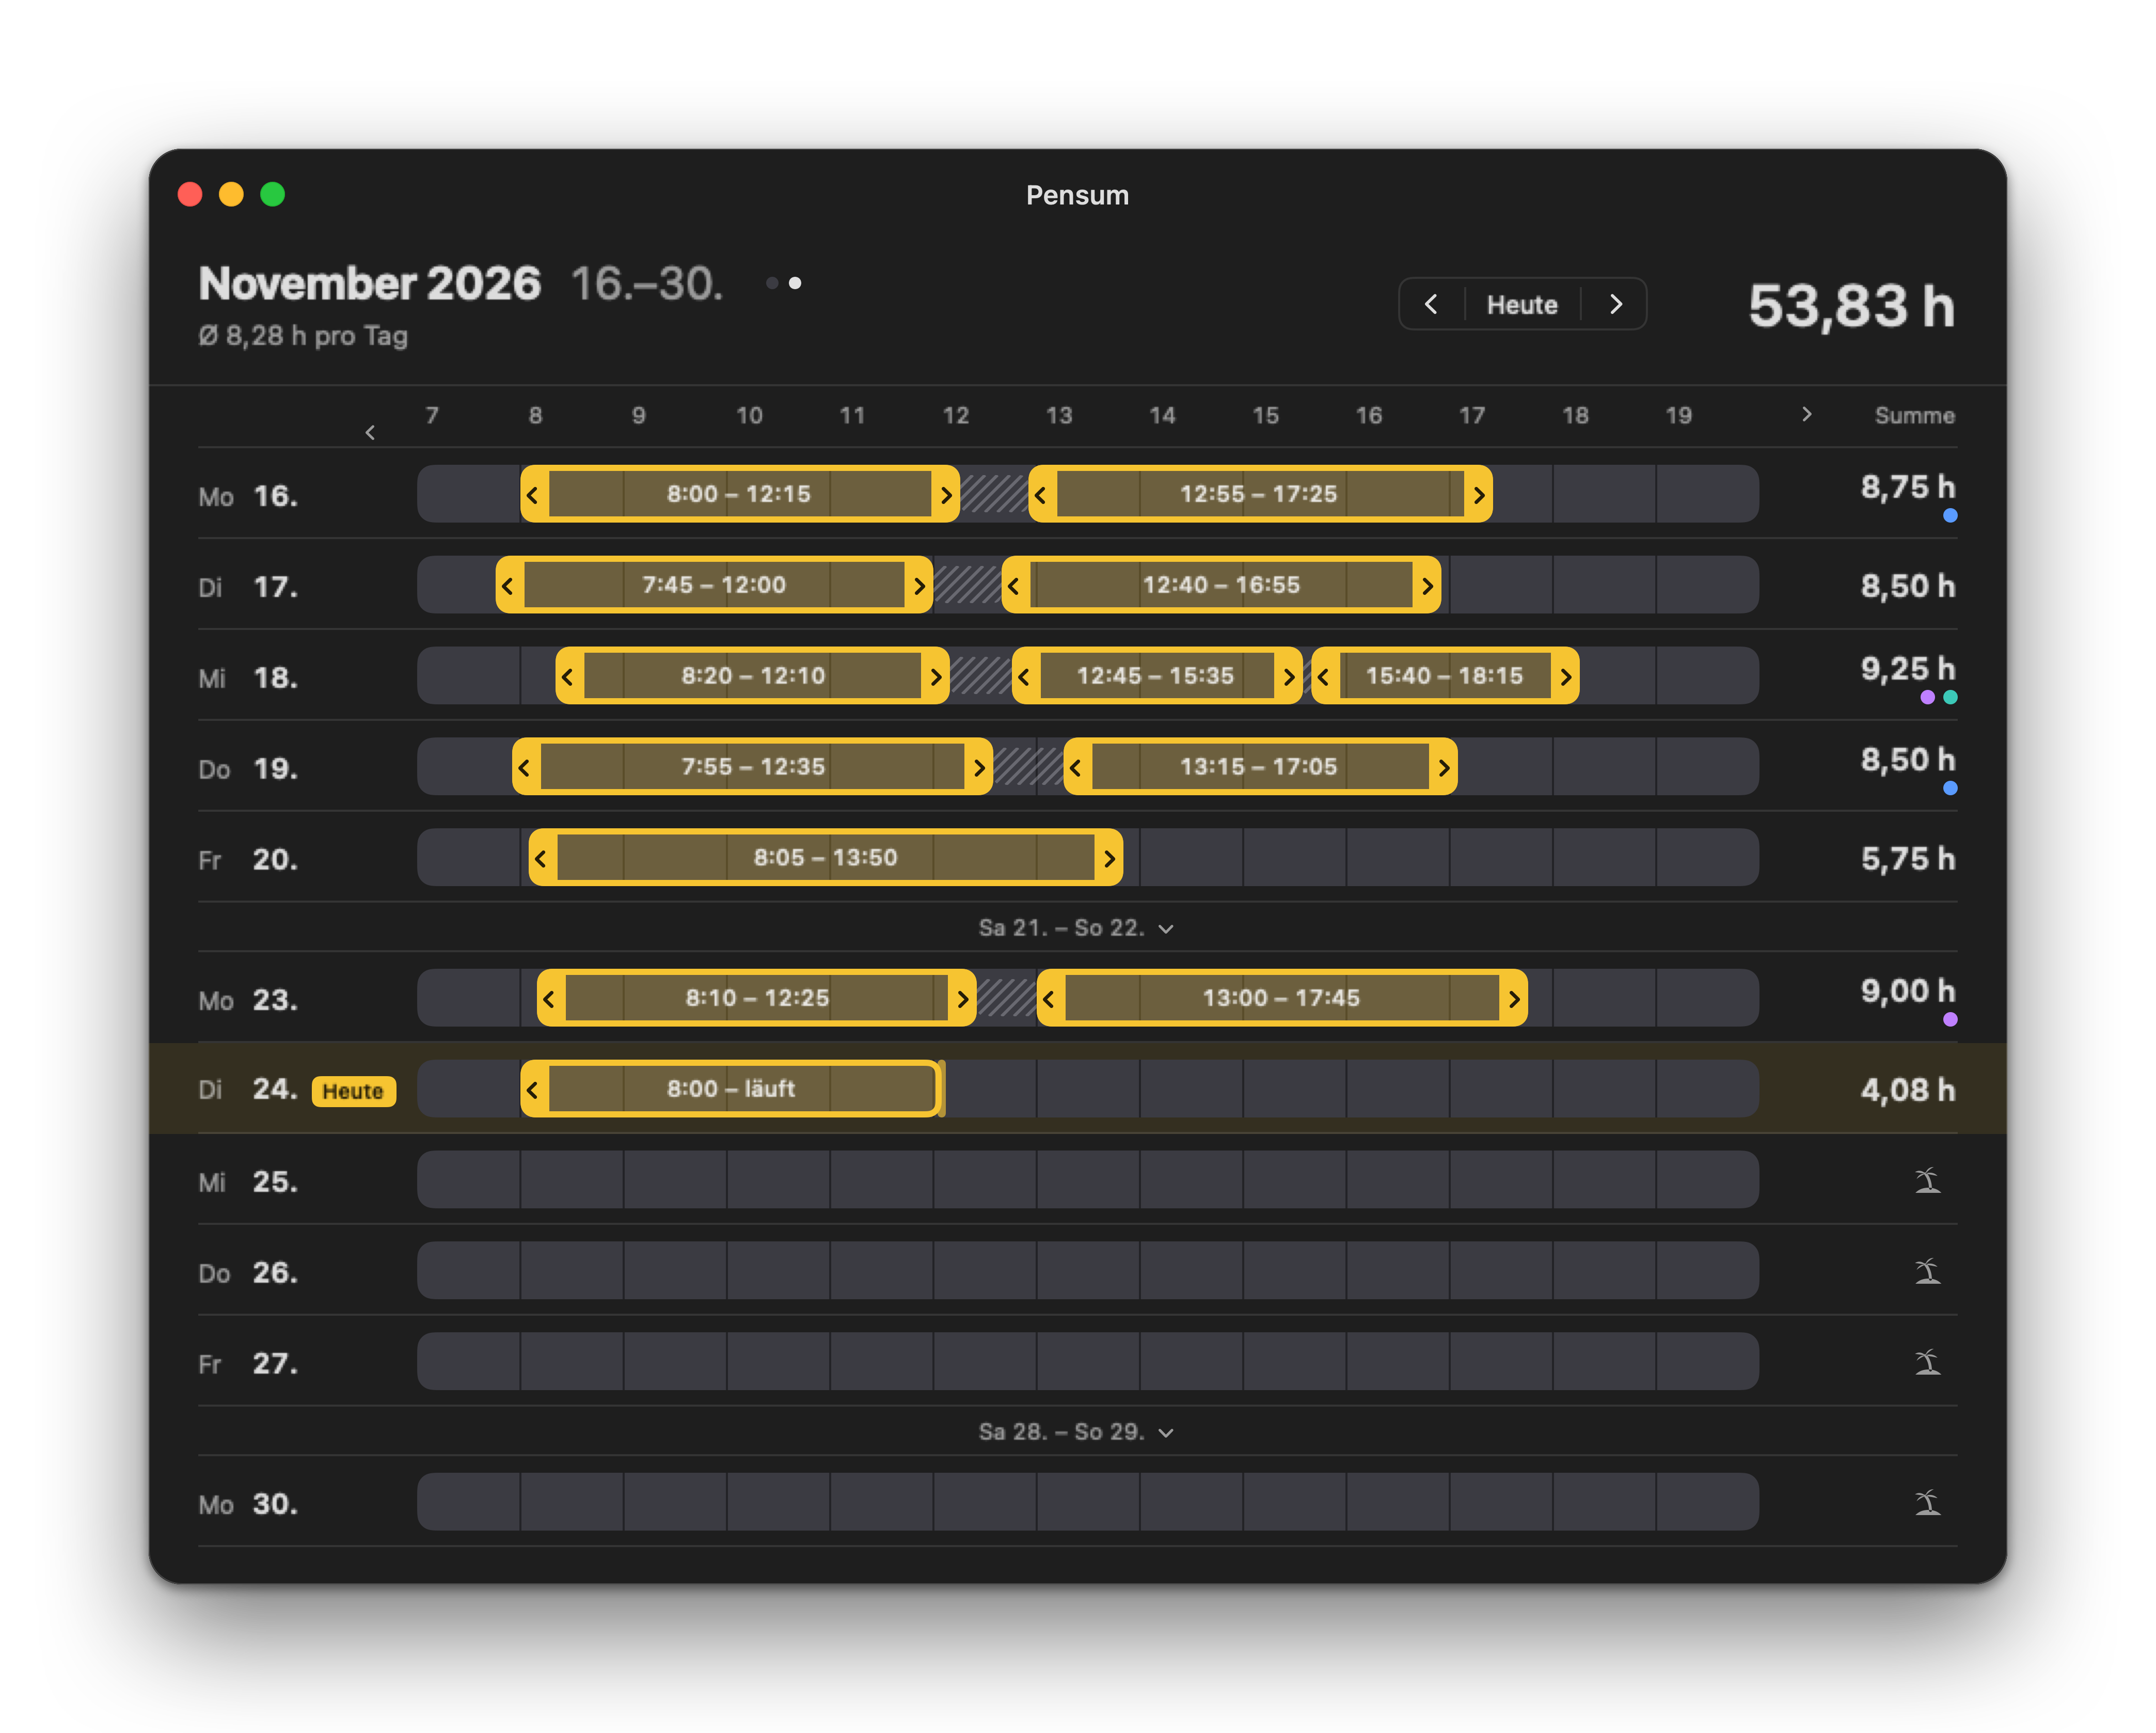 Pensum
November 2026 16.–30.
Ø 8,28 h pro Tag
Heute
53,83 h
7 8 9 10 11 12 13 14 15 16 17 18 19 Summe
Mo 16. 8:00 – 12:15 12:55 – 17:25 8,75 h
Di 17. 7:45 – 12:00 12:40 – 16:55 8,50 h
Mi 18. 8:20 – 12:10 12:45 – 15:35 15:40 – 18:15 9,25 h
Do 19. 7:55 – 12:35 13:15 – 17:05 8,50 h
Fr 20. 8:05 – 13:50 5,75 h
Sa 21. – So 22.
Mo 23. 8:10 – 12:25 13:00 – 17:45 9,00 h
Di 24. Heute 8:00 – läuft 4,08 h
Mi 25.
Do 26.
Fr 27.
Sa 28. – So 29.
Mo 30.